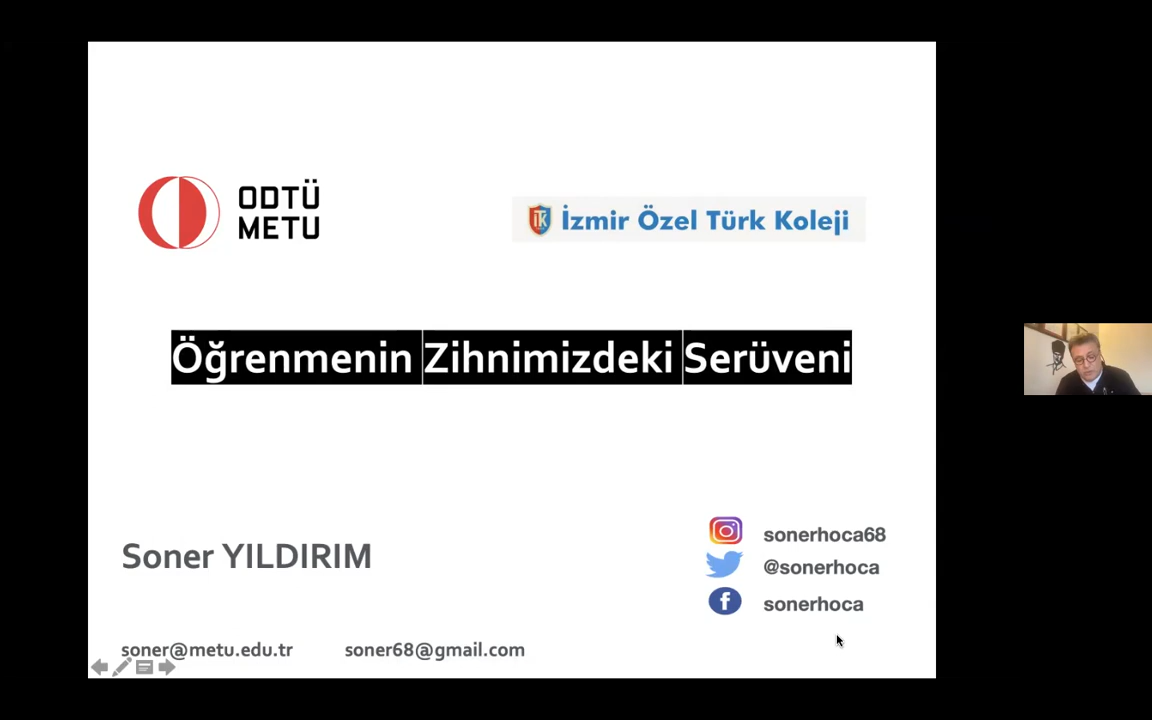 ODTÜ
METU
İTK İzmir Özel Türk Koleji
Öğrenmenin Zihnimizdeki Serüveni
Soner YILDIRIM
sonerhoca68
@sonerhoca
sonerhoca
soner@metu.edu.tr soner68@gmail.com